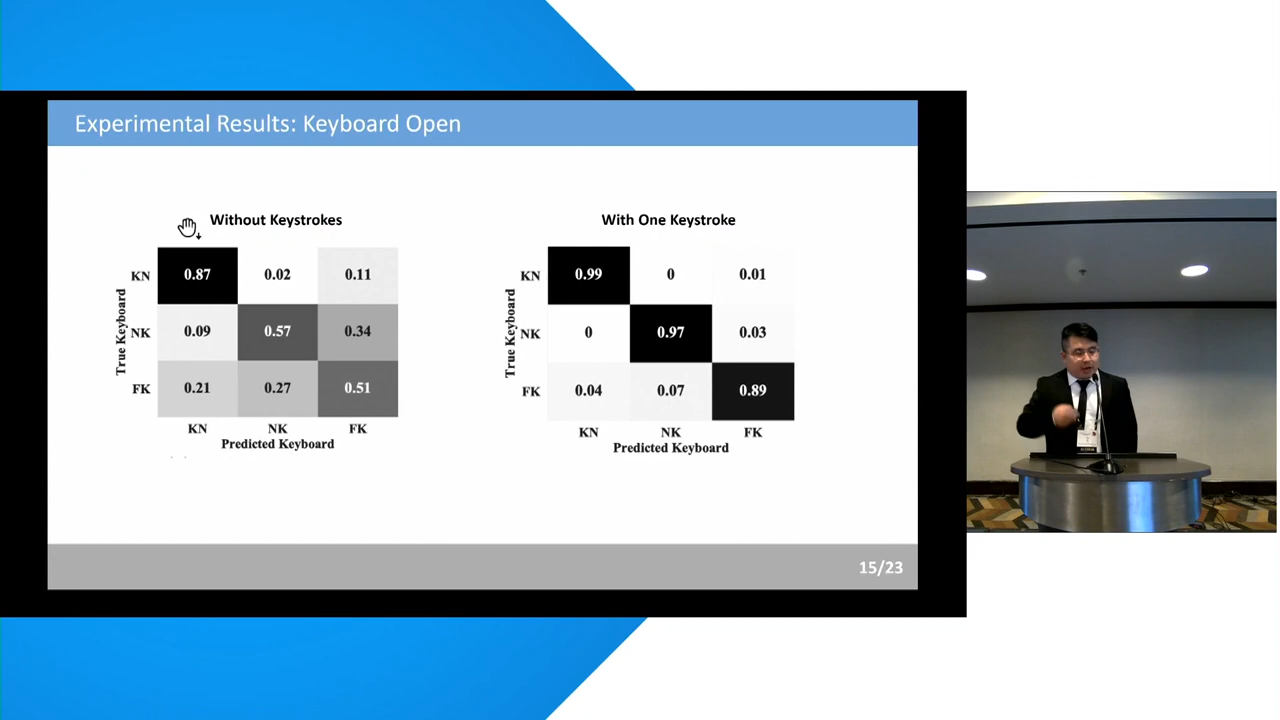 Experimental Results: Keyboard Open
Without Keystrokes
True Keyboard
KN 0.87 0.02 0.11
NK 0.09 0.57 0.34
FK 0.21 0.27 0.51
KN NK FK
Predicted Keyboard
With One Keystroke
True Keyboard
KN 0.99 0 0.01
NK 0 0.97 0.03
FK 0.04 0.07 0.89
KN NK FK
Predicted Keyboard
15/23